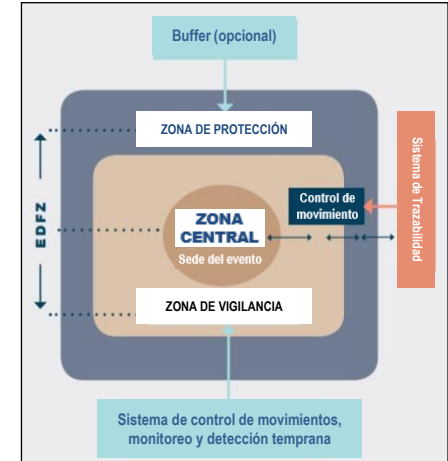 Buffer (opcional)
ZONA DE PROTECCIÓN
Sistema de Trazabilidad
Control de
movimiento
EDFZ
ZONA
CENTRAL
Sede del evento
ZONA DE VIGILANCIA
Sistema de control de movimientos,
monitoreo y detección temprana